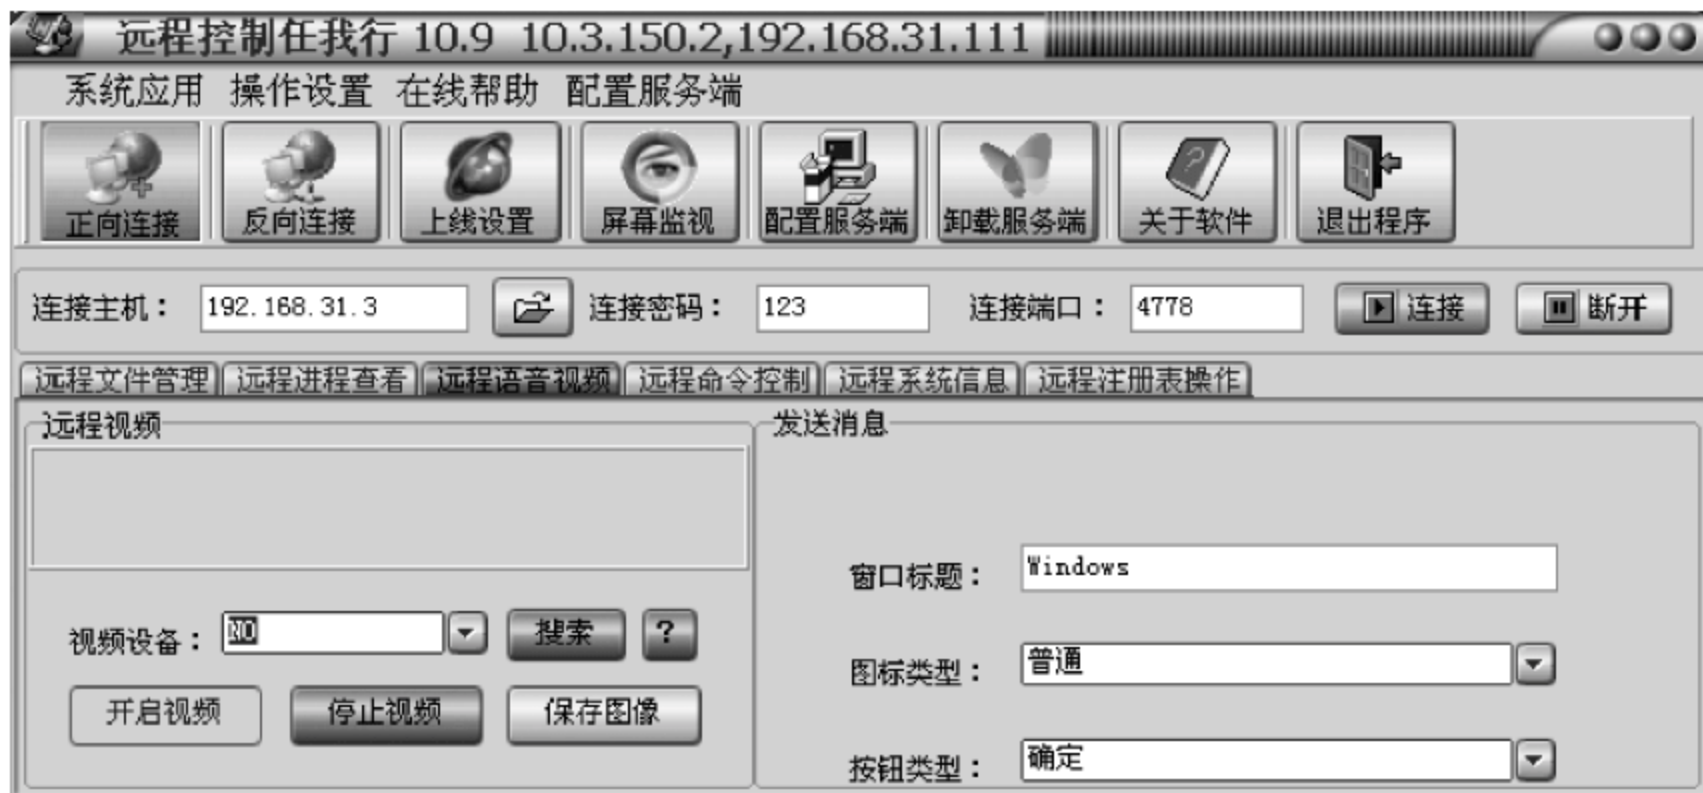 远程控制任我行 10.9 10.3.150.2,192.168.31.111
系统应用 操作设置 在线帮助 配置服务端
正向连接 反向连接 上线设置 屏幕监视 配置服务端 卸载服务端 关于软件 退出程序
连接主机： 192.168.31.3 连接密码： 123 连接端口： 4778 连接 断开
远程文件管理 远程进程查看 远程语音视频 远程命令控制 远程系统信息 远程注册表操作
远程视频 发送消息
窗口标题： Windows
视频设备： NO 搜索 ?
图标类型： 普通
开启视频 停止视频 保存图像
按钮类型： 确定